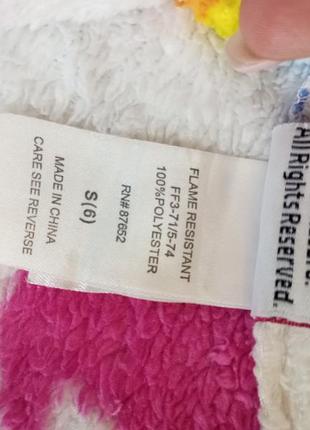 FLAME RESISTANT
FF3-71/5-74
100%POLYESTER
RN#87652
S(6)
MADE IN CHINA
CARE SEE REVERSE
All Rights Reserved.